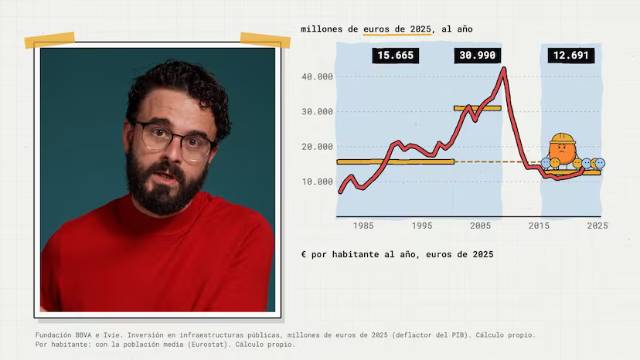 millones de euros de 2025, al año
15.665 30.990 12.691
40.000
30.000
20.000
10.000
1985 1995 2005 2015 2025
€ por habitante al año, euros de 2025
Fundación BBVA e Ivie. Inversión en infraestructuras públicas, millones de euros de 2025 (deflactor del PIB). Cálculo propio.
Por habitante: con la población media (Eurostat). Cálculo propio.